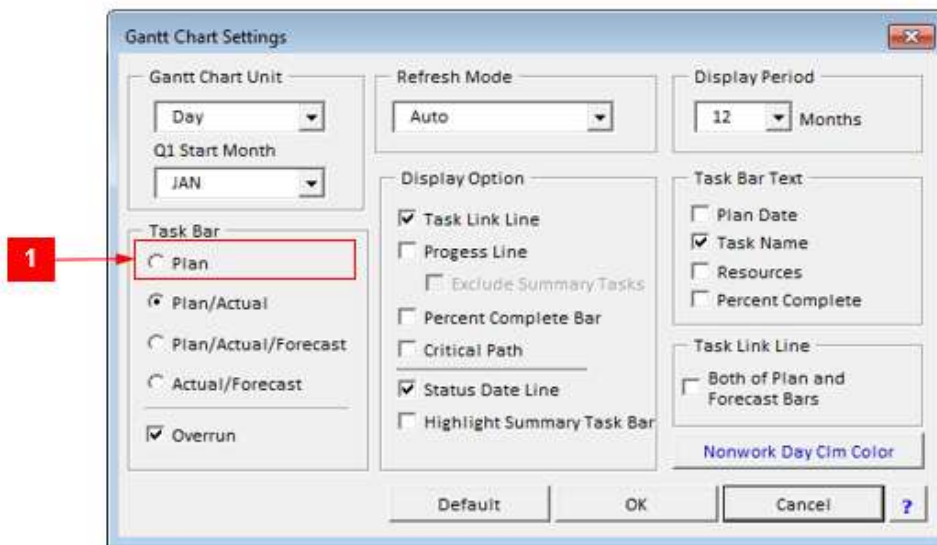 Gantt Chart Settings
Gantt Chart Unit
Day
Q1 Start Month
JAN
Refresh Mode
Auto
Display Period
12 Months
Task Bar
1
Plan
Plan/Actual
Plan/Actual/Forecast
Actual/Forecast
Overrun
Display Option
Task Link Line
Progess Line
Exclude Summary Tasks
Percent Complete Bar
Critical Path
Status Date Line
Highlight Summary Task Bar
Task Bar Text
Plan Date
Task Name
Resources
Percent Complete
Task Link Line
Both of Plan and
Forecast Bars
Nonwork Day Clm Color
Default
OK
Cancel
?